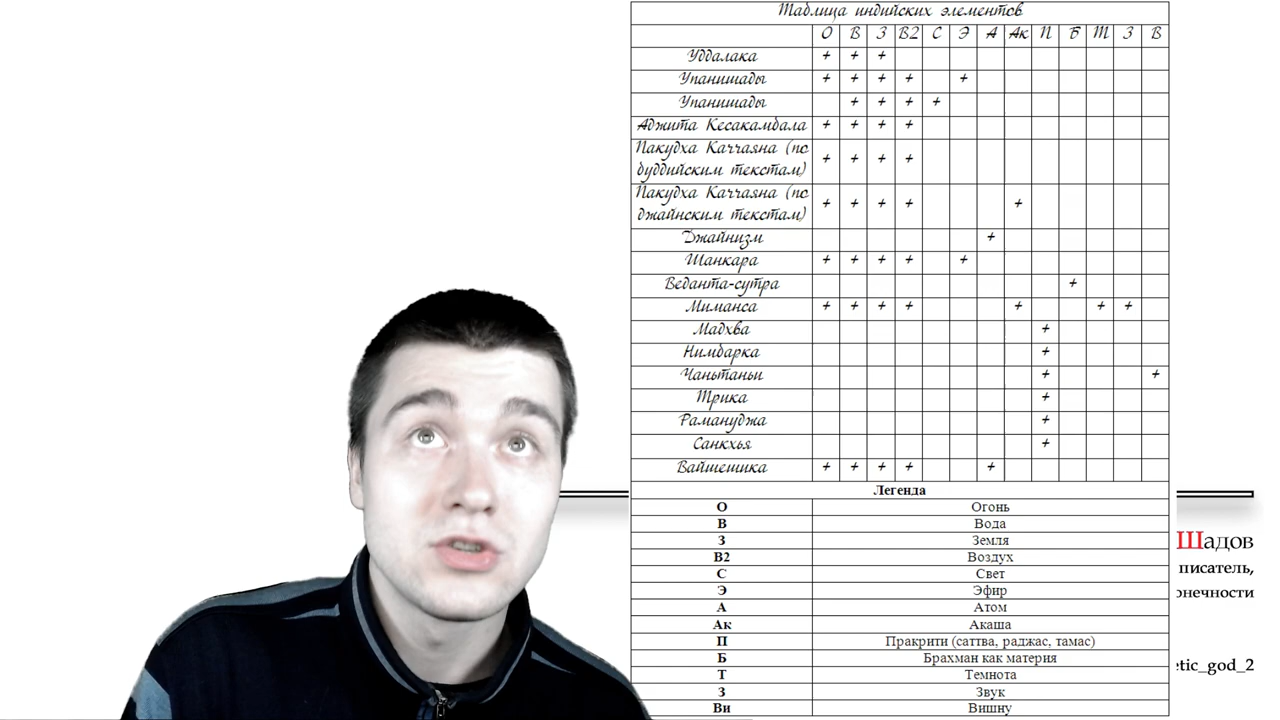 Таблица индийских элементов
О В З В2 С Э А Ак П Б Т З В
Уддалака + + +
Упанишады + + + + +
Упанишады + + + +
Аджита Кесакамбала + + + +
Пакудха Каччаяна (по
буддийским текстам) + + + +
Пакудха Каччаяна (по
джайнским текстам) + + + + +
Джайнизм +
Шанкара + + + + +
Веданта-сутра +
Миманса + + + + + + +
Мадхва +
Нимбарка +
Чаньтаньи + +
Трика +
Рамануджа +
Санкхья +
Вайшешика + + + + +
Легенда
О Огонь
В Вода
З Земля
В2 Воздух
С Свет
Э Эфир
А Атом
Ак Акаша
П Пракрити (саттва, раджас, тамас)
Б Брахман как материя
Т Темнота
З Звук
Ви Вишну
Шадов
писатель,
онечности
etic_god_2